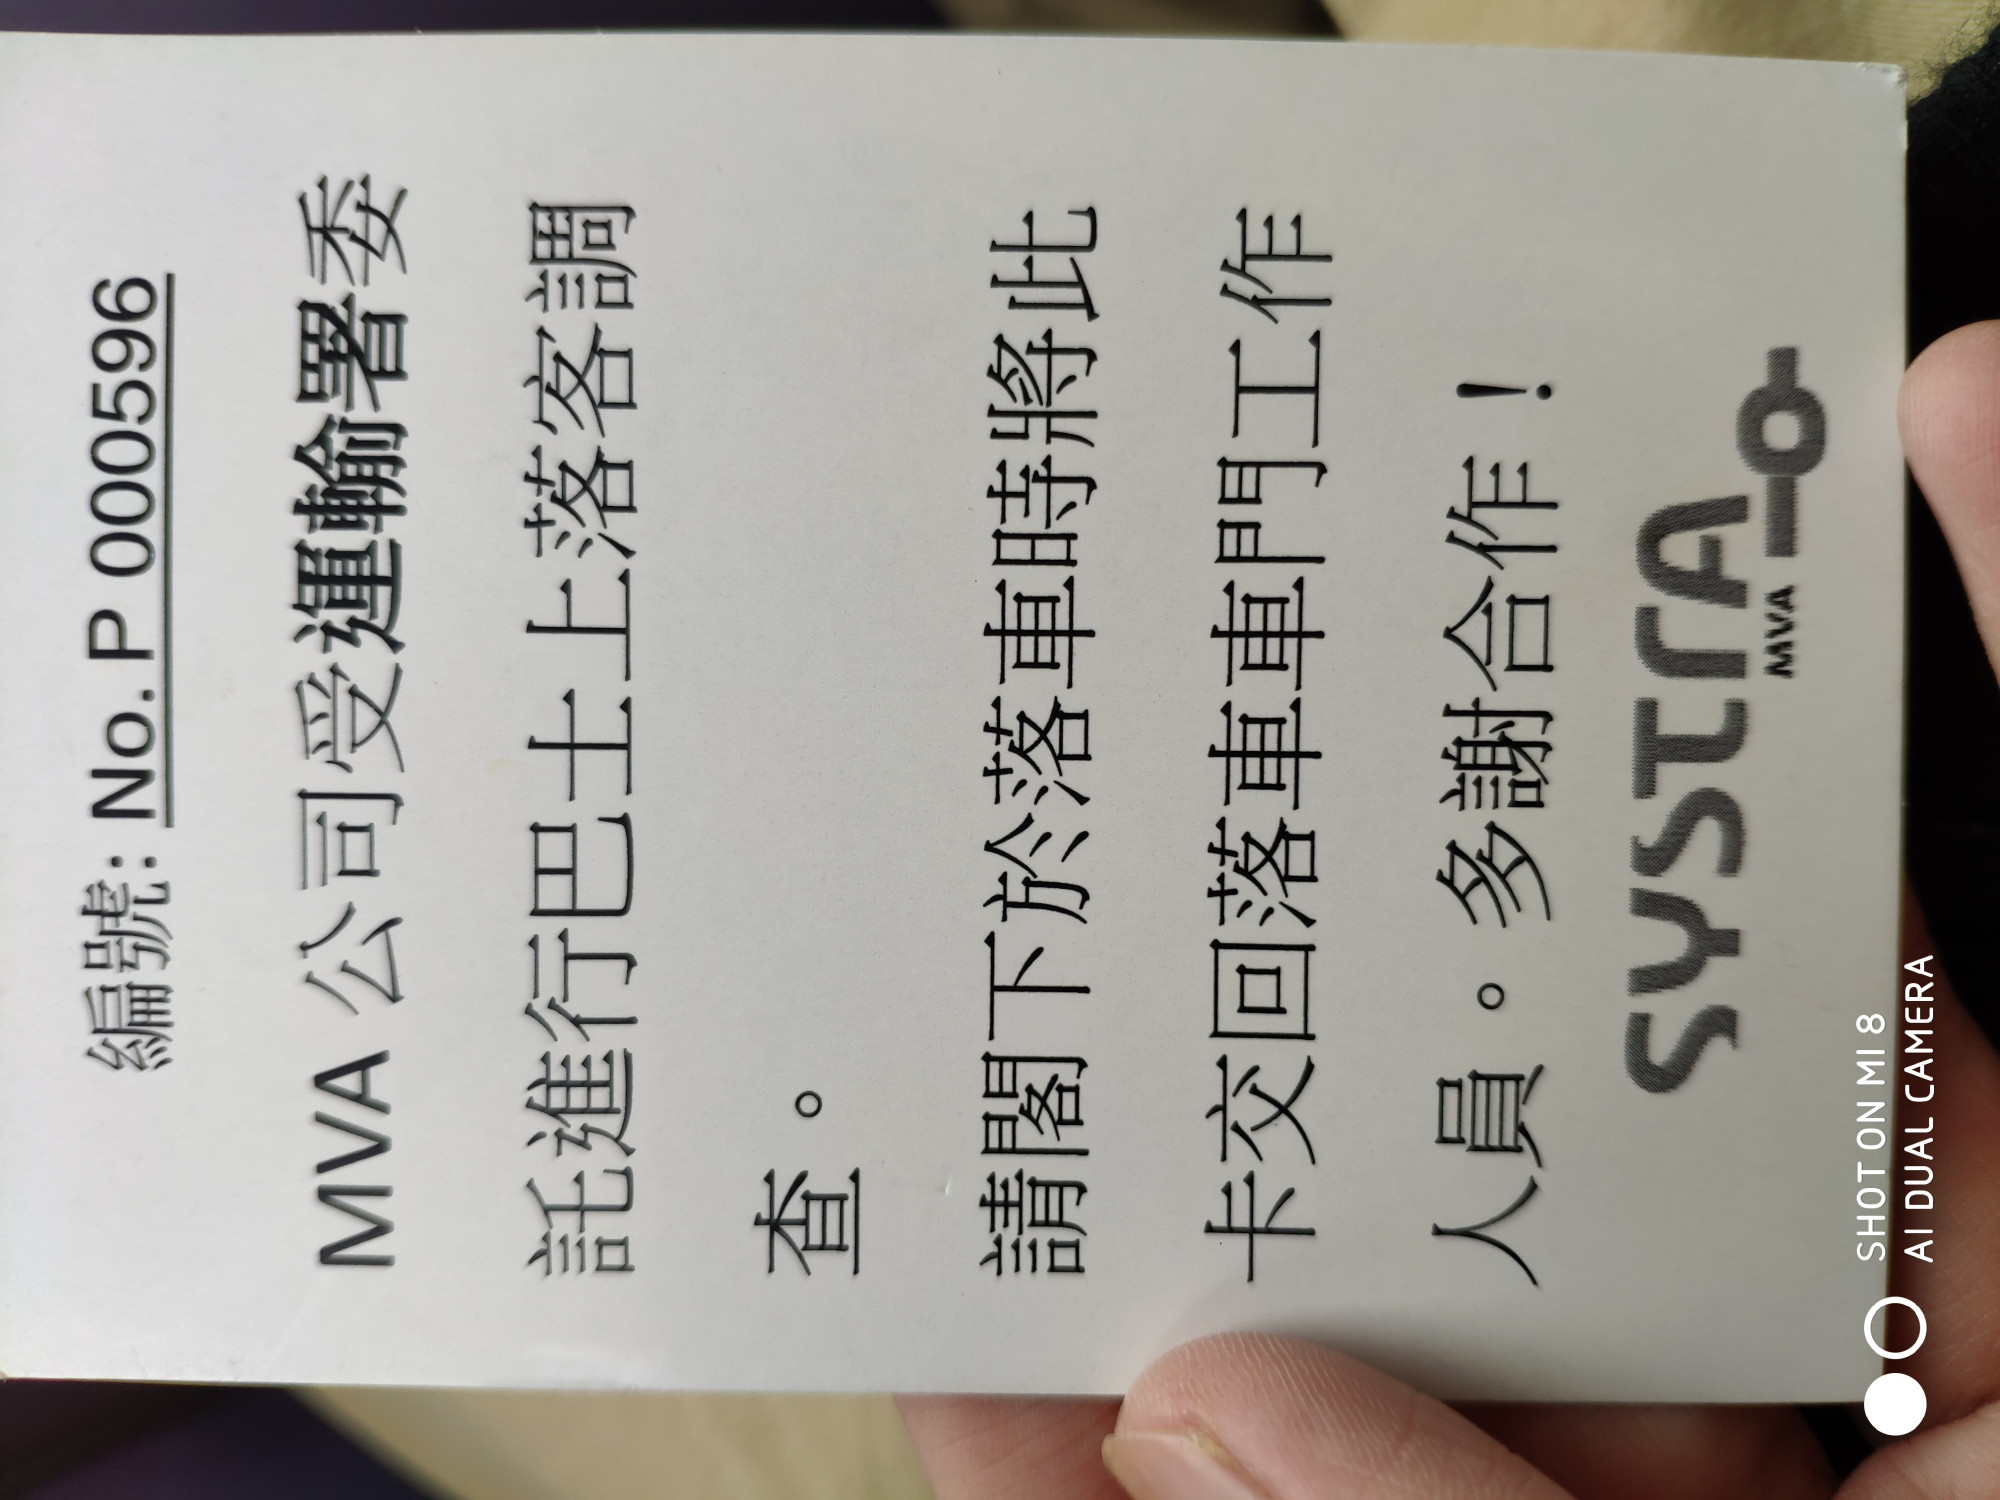 編號: No. P 000596
MVA 公司受運輸署委
託進行巴士上落客調
查。
請閣下於落車時將此
卡交回落車車門工作
人員。多謝合作!
SYSTRA
MVA
SHOT ON MI 8
AI DUAL CAMERA